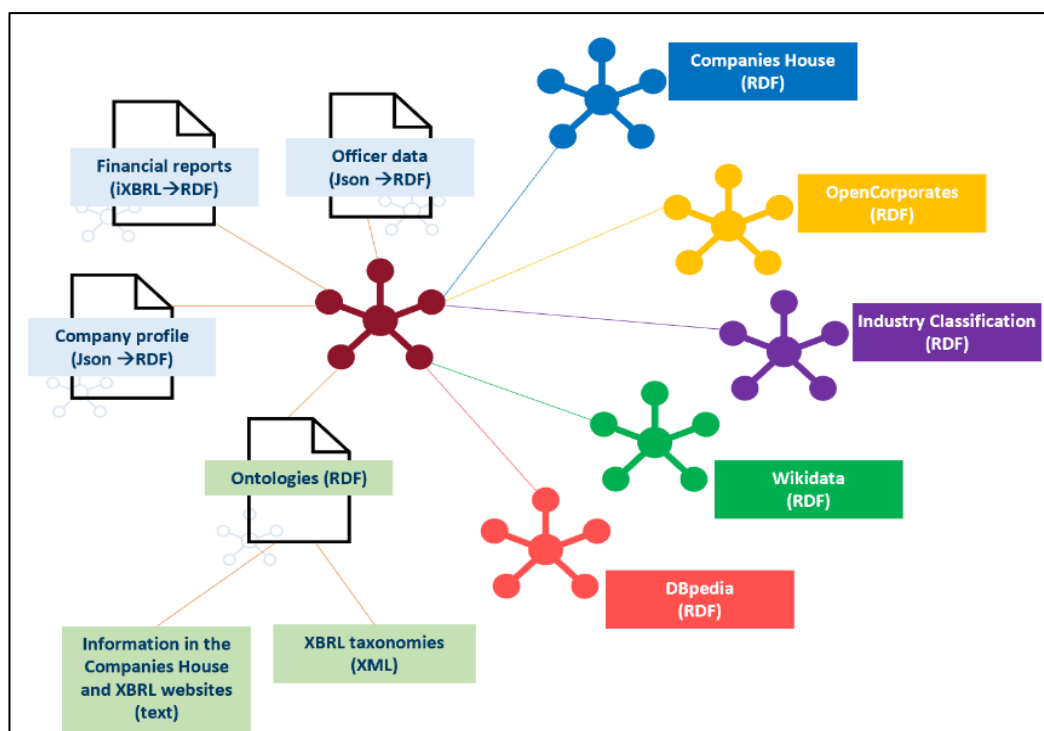 Companies House
(RDF)
Financial reports
(iXBRL→RDF)
Officer data
(Json →RDF)
OpenCorporates
(RDF)
Company profile
(Json →RDF)
Industry Classification
(RDF)
Ontologies (RDF)
Wikidata
(RDF)
DBpedia
(RDF)
Information in the
Companies House
and XBRL websites
(text)
XBRL taxonomies
(XML)